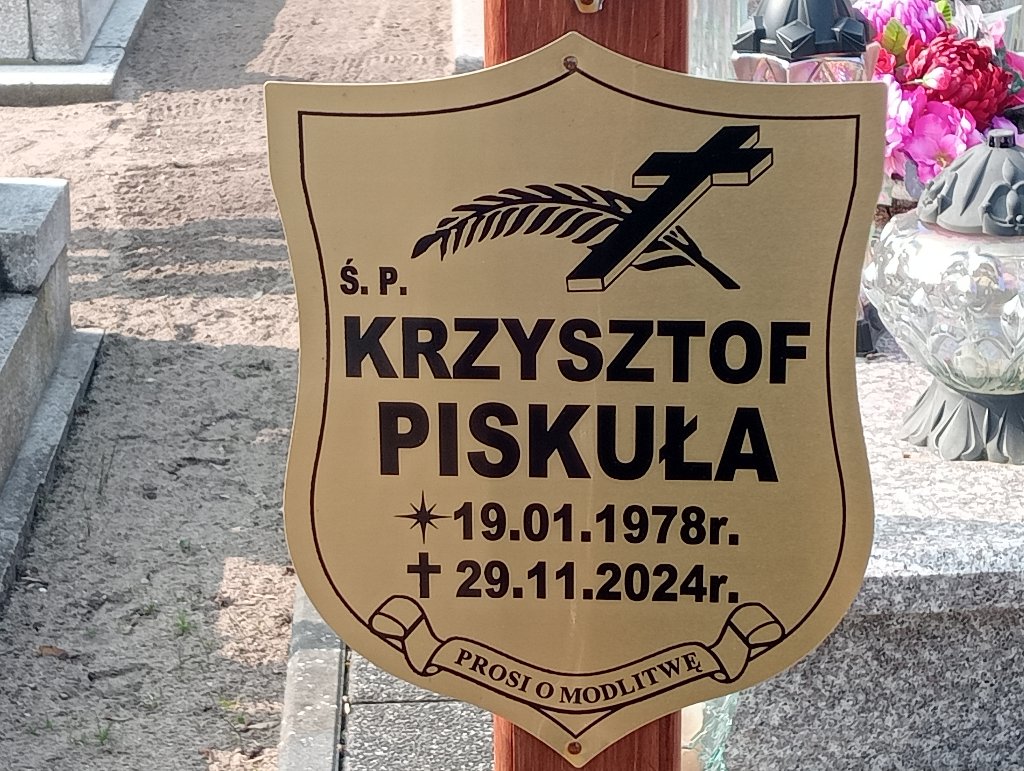 Ś. P.
KRZYSZTOF
PISKUŁA
19.01.1978r.
29.11.2024r.
PROSI O MODLITWĘ